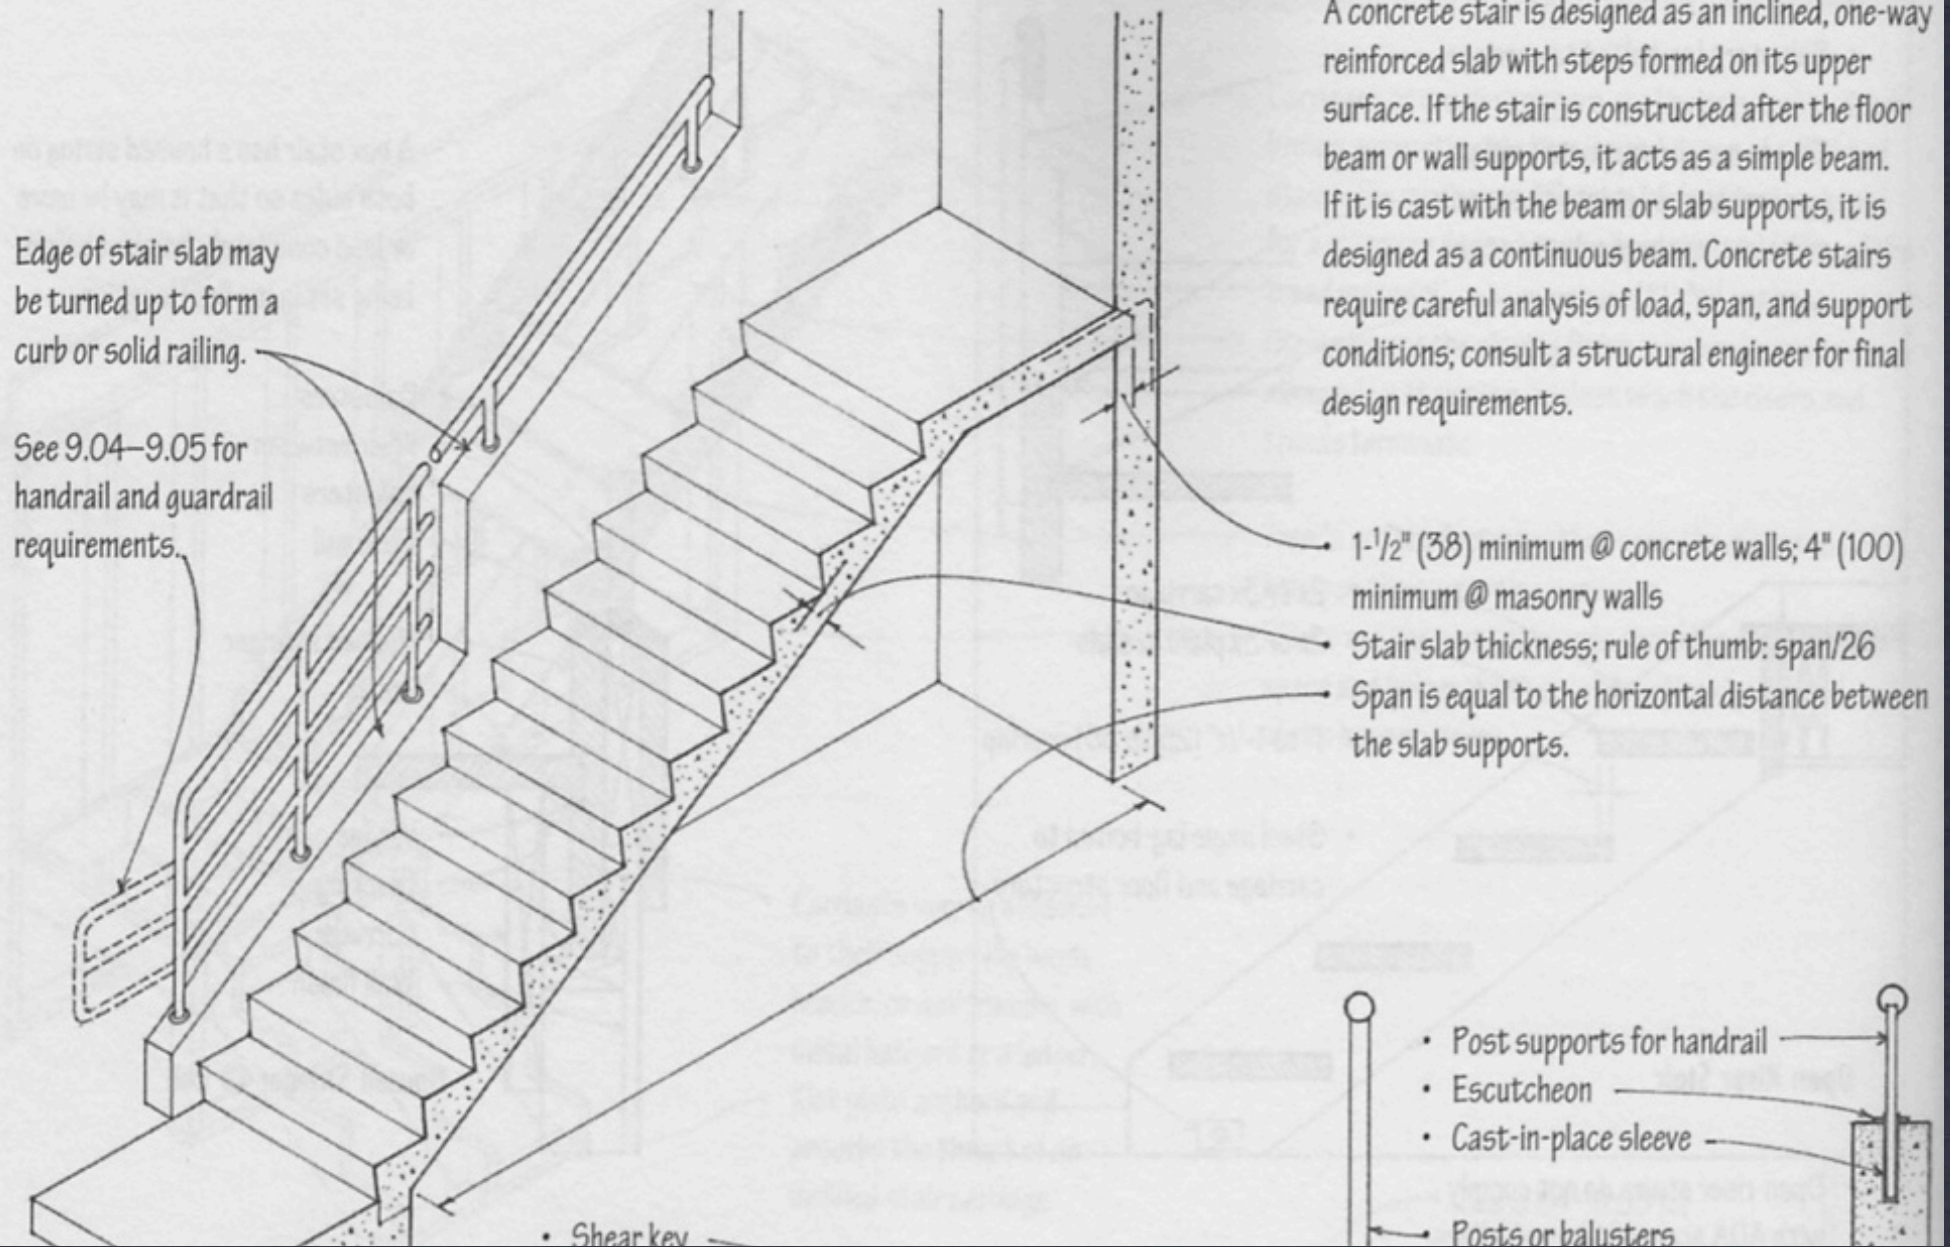 A concrete stair is designed as an inclined, one-way
reinforced slab with steps formed on its upper
surface. If the stair is constructed after the floor
beam or wall supports, it acts as a simple beam.
If it is cast with the beam or slab supports, it is
designed as a continuous beam. Concrete stairs
require careful analysis of load, span, and support
conditions; consult a structural engineer for final
design requirements.
Edge of stair slab may
be turned up to form a
curb or solid railing.
See 9.04–9.05 for
handrail and guardrail
requirements.
• 1-1/2" (38) minimum @ concrete walls; 4" (100)
minimum @ masonry walls
• Stair slab thickness; rule of thumb: span/26
• Span is equal to the horizontal distance between
the slab supports.
• Post supports for handrail
• Escutcheon
• Cast-in-place sleeve
• Posts or balusters
• Shear key